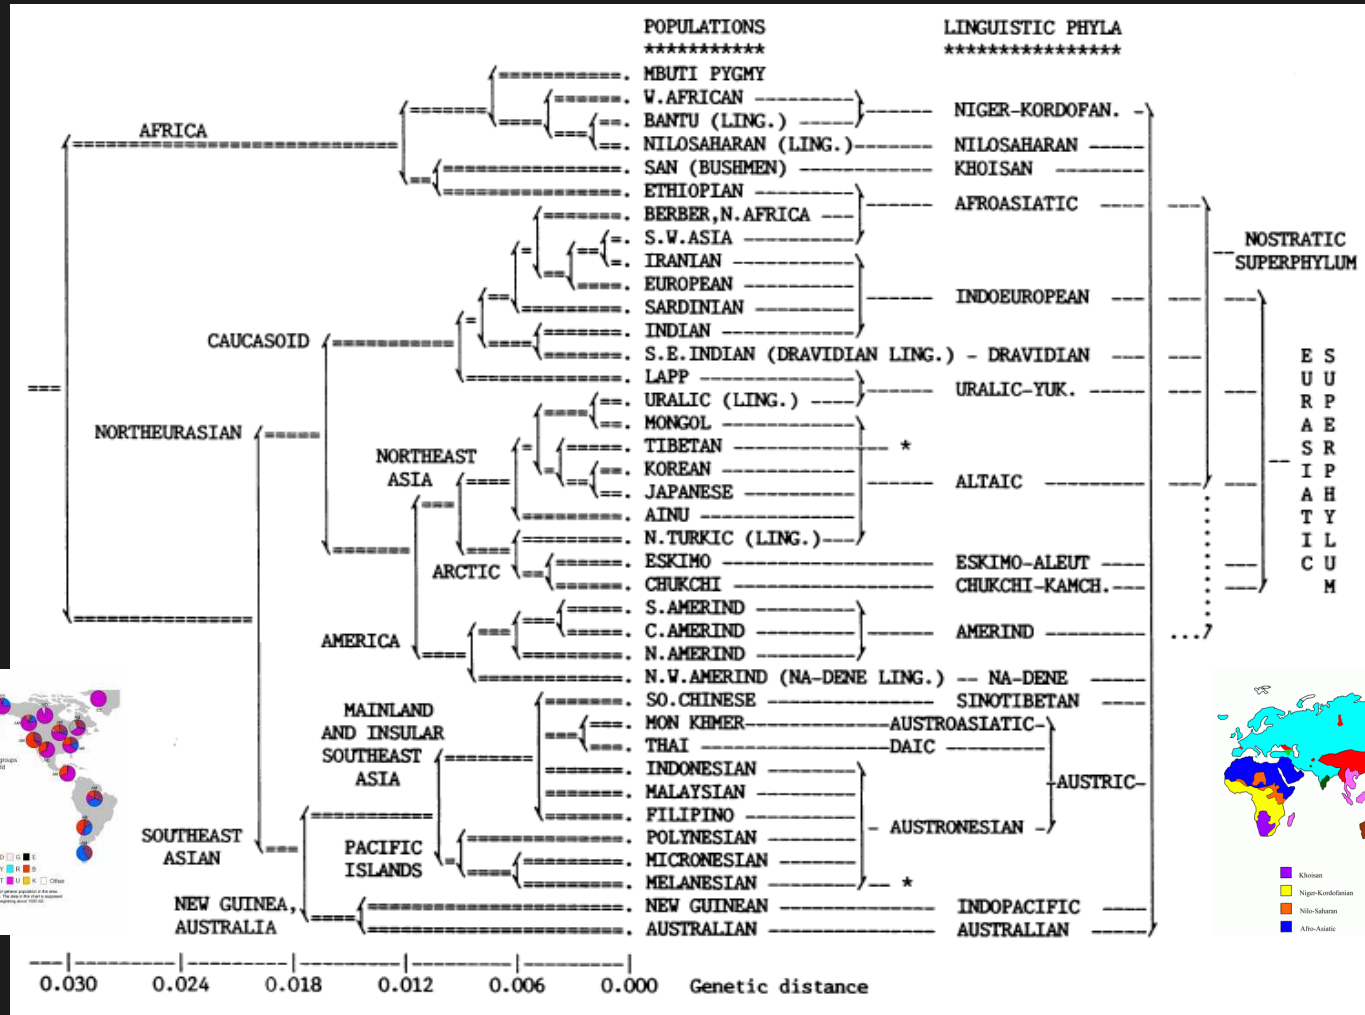 POPULATIONS LINGUISTIC PHYLA
*********** ****************
MBUTI PYGMY
W.AFRICAN
NIGER-KORDOFAN.
BANTU (LING.)
AFRICA
NILOSAHARAN (LING.) NILOSAHARAN
SAN (BUSHMEN) KHOISAN
ETHIOPIAN
AFROASIATIC
BERBER,N.AFRICA
S.W.ASIA
NOSTRATIC
SUPERPHYLUM
IRANIAN
EUROPEAN
INDOEUROPEAN
SARDINIAN
INDIAN
CAUCASOID
S.E.INDIAN (DRAVIDIAN LING.) - DRAVIDIAN
EURASIATIC
SUPERPHYLUM
LAPP
URALIC-YUK.
URALIC (LING.)
MONGOL
NORTHEURASIAN
TIBETAN *
NORTHEAST
ASIA
KOREAN
ALTAIC
JAPANESE
AINU
N.TURKIC (LING.)
ESKIMO ESKIMO-ALEUT
ARCTIC
CHUKCHI CHUKCHI-KAMCH.
S.AMERIND
C.AMERIND AMERIND
AMERICA
N.AMERIND
N.W.AMERIND (NA-DENE LING.) -- NA-DENE
SO.CHINESE SINOTIBETAN
MAINLAND
AND INSULAR
SOUTHEAST
ASIA
MON KHMER AUSTROASIATIC
THAI DAIC
INDONESIAN
AUSTRIC
MALAYSIAN
FILIPINO
AUSTRONESIAN
SOUTHEAST
ASIAN
POLYNESIAN
PACIFIC
ISLANDS
MICRONESIAN
MELANESIAN *
NEW GUINEA,
AUSTRALIA
NEW GUINEAN INDOPACIFIC
AUSTRALIAN AUSTRALIAN
0.030 0.024 0.018 0.012 0.006 0.000 Genetic distance
Khoisan
Niger-Kordofanian
Nilo-Saharan
Afro-Asiatic
D G E
Y R B
T U K Other